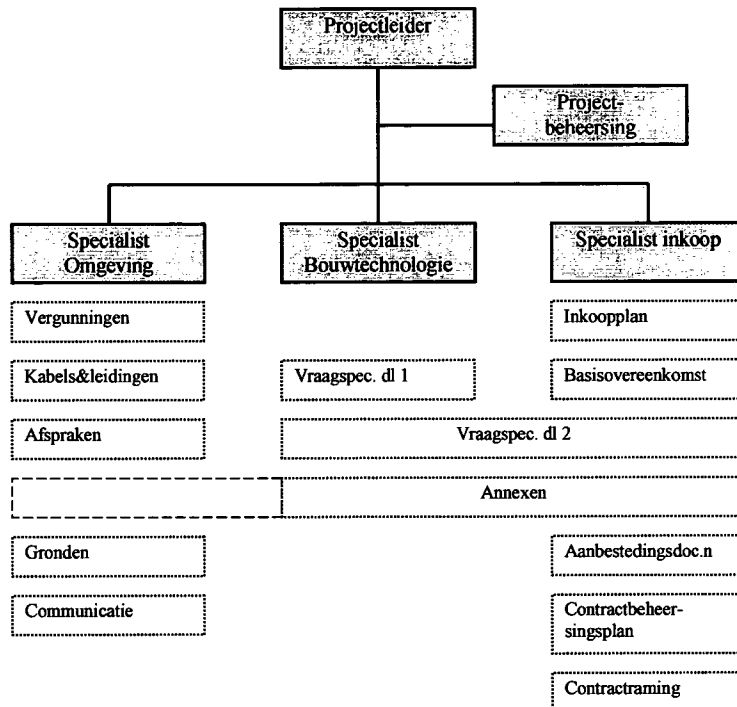 Projectleider
Project-
beheersing
Specialist
Omgeving
Specialist
Bouwtechnologie
Specialist inkoop
Vergunningen
Inkoopplan
Kabels&leidingen
Vraagspec. dl 1
Basisovereenkomst
Afspraken
Vraagspec. dl 2
Annexen
Gronden
Aanbestedingsdoc.n
Communicatie
Contractbeheer-
singsplan
Contractraming